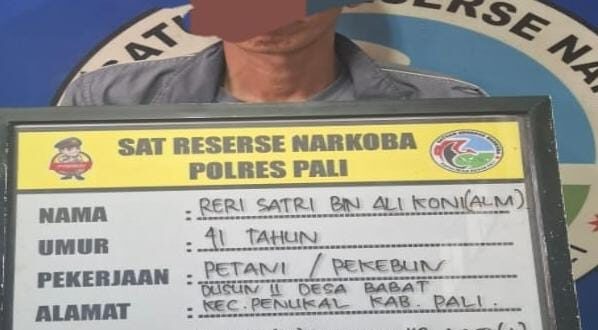 SAT RESERSE NARKOBA
POLRES PALI
NAMA : RERI SATRI BIN ALI KONI (ALM)
UMUR : 41 TAHUN
PEKERJAAN : PETANI / PEKEBUN
ALAMAT : DUSUN II DESA BABAT
KEC. PENUKAL KAB. PALI.